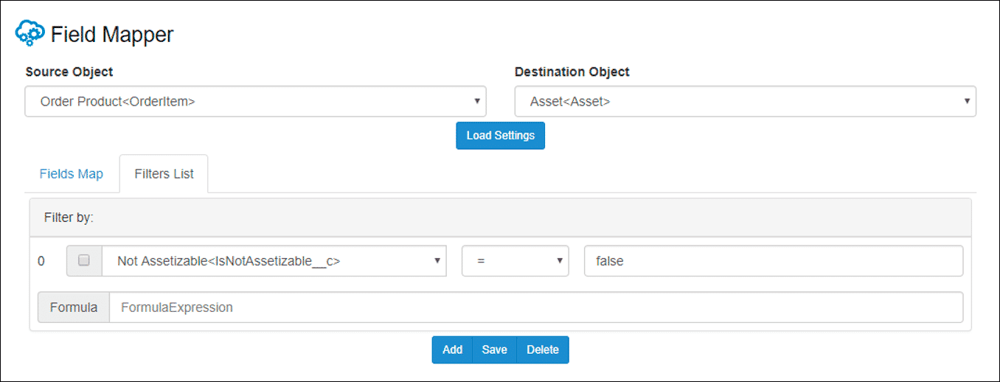 Field Mapper
Source Object Destination Object
Order Product<OrderItem> Asset<Asset>
Load Settings
Fields Map Filters List
Filter by:
0 Not Assetizable<IsNotAssetizable__c> = false
Formula FormulaExpression
Add Save Delete